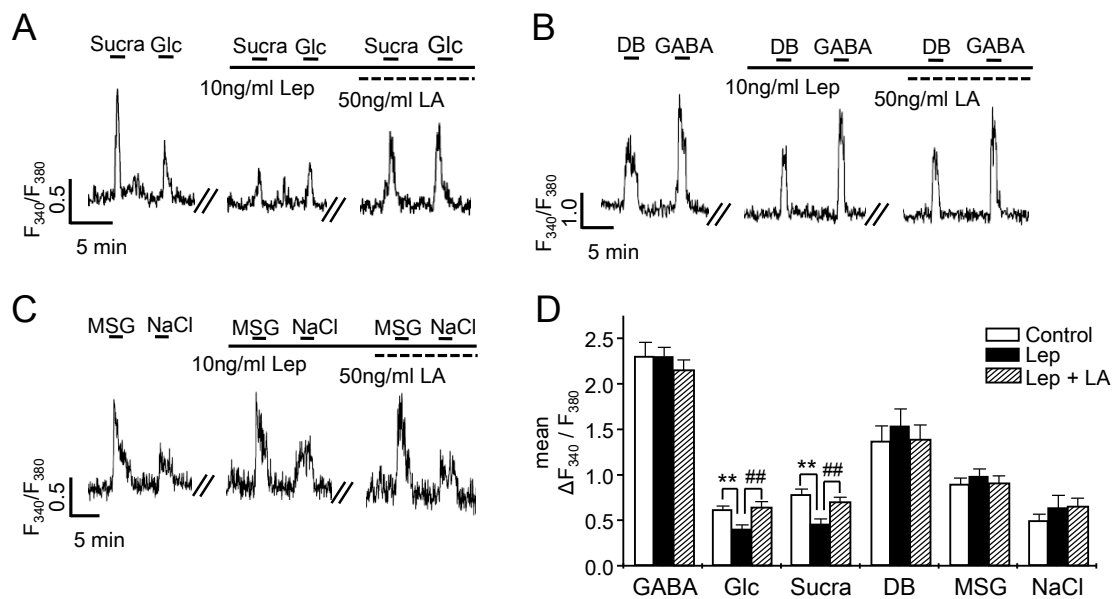 A
Sucra Glc Sucra Glc Sucra Glc
10ng/ml Lep
50ng/ml LA
F340/F380
0.5
5 min
B
DB GABA DB GABA DB GABA
10ng/ml Lep
50ng/ml LA
F340/F380
1.0
5 min
C
MSG NaCl MSG NaCl MSG NaCl
10ng/ml Lep
50ng/ml LA
F340/F380
0.5
5 min
D
Control
Lep
Lep + LA
mean
ΔF340 / F380
2.5
2.0
1.5
1.0
0.5
0.0
** ## ** ##
GABA Glc Sucra DB MSG NaCl